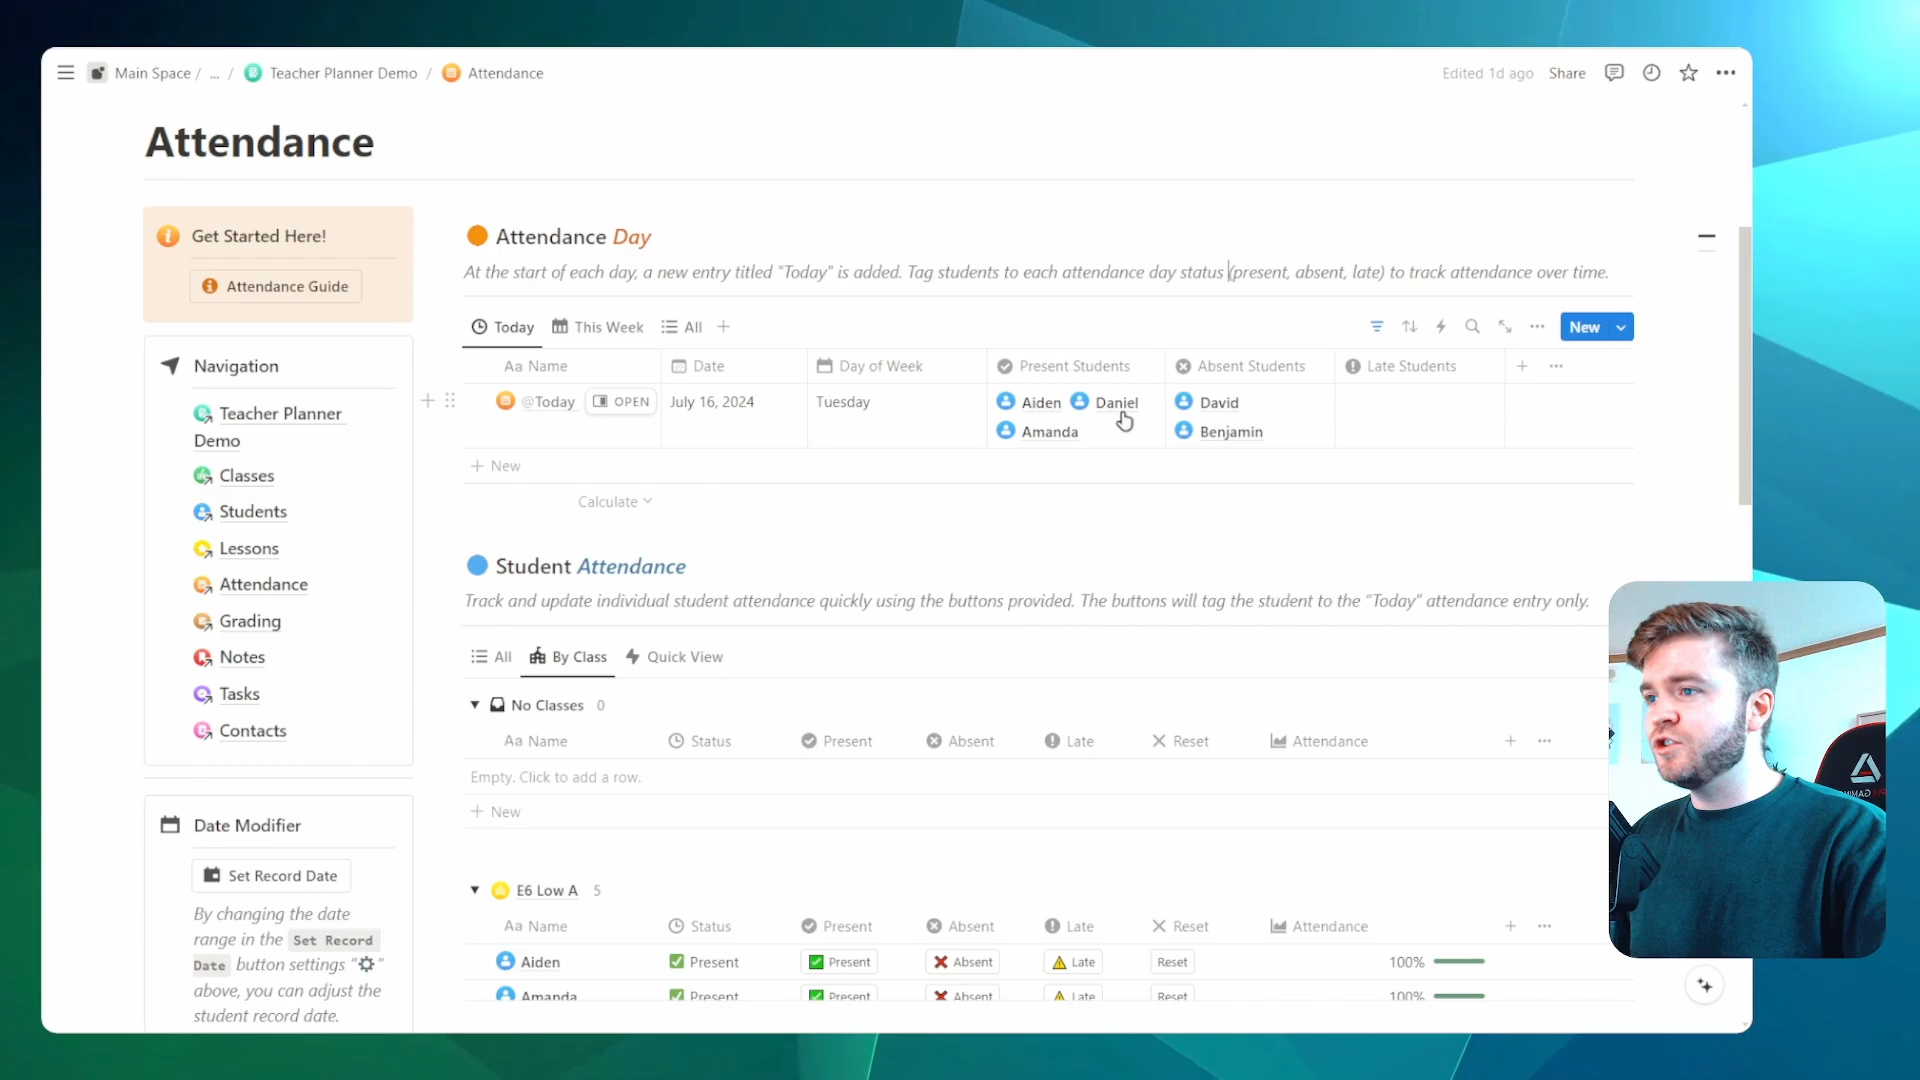 Main Space / ... / Teacher Planner Demo / Attendance
Edited 1d ago Share
Attendance
Get Started Here!
Attendance Guide
Navigation
Teacher Planner
Demo
Classes
Students
Lessons
Attendance
Grading
Notes
Tasks
Contacts
Date Modifier
Set Record Date
By changing the date
range in the Set Record
Date button settings “⚙”
above, you can adjust the
student record date.
Attendance Day
At the start of each day, a new entry titled "Today" is added. Tag students to each attendance day status (present, absent, late) to track attendance over time.
Today This Week All +
New
Aa Name Date Day of Week Present Students Absent Students Late Students + ...
@Today OPEN July 16, 2024 Tuesday Aiden Daniel David
Amanda Benjamin
+ New
Calculate
Student Attendance
Track and update individual student attendance quickly using the buttons provided. The buttons will tag the student to the “Today” attendance entry only.
All By Class Quick View
No Classes 0
Aa Name Status Present Absent Late Reset Attendance + ...
Empty. Click to add a row.
+ New
E6 Low A 5
Aa Name Status Present Absent Late Reset Attendance + ...
Aiden Present Present Absent Late Reset 100%
Amanda Present Present Absent Late Reset 100%